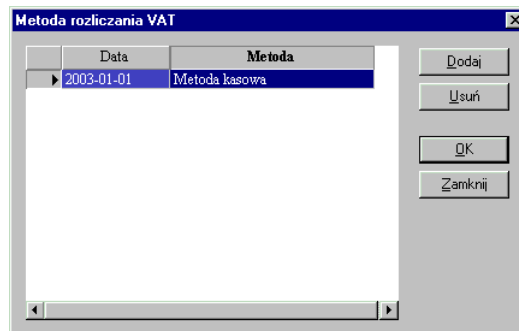 Metoda rozliczania VAT
Data Metoda
2003-01-01 Metoda kasowa
Dodaj
Usuń
OK
Zamknij